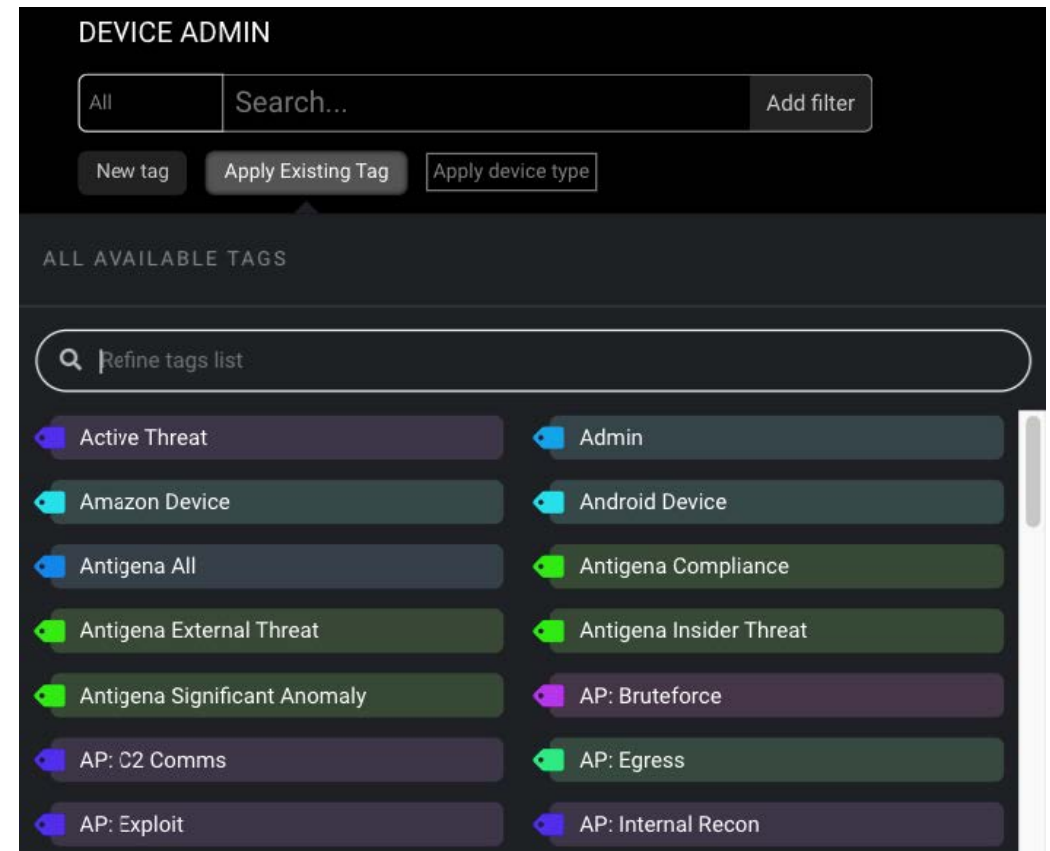 DEVICE ADMIN
All Search... Add filter
New tag Apply Existing Tag Apply device type
ALL AVAILABLE TAGS
Refine tags list
Active Threat Admin
Amazon Device Android Device
Antigena All Antigena Compliance
Antigena External Threat Antigena Insider Threat
Antigena Significant Anomaly AP: Bruteforce
AP: C2 Comms AP: Egress
AP: Exploit AP: Internal Recon